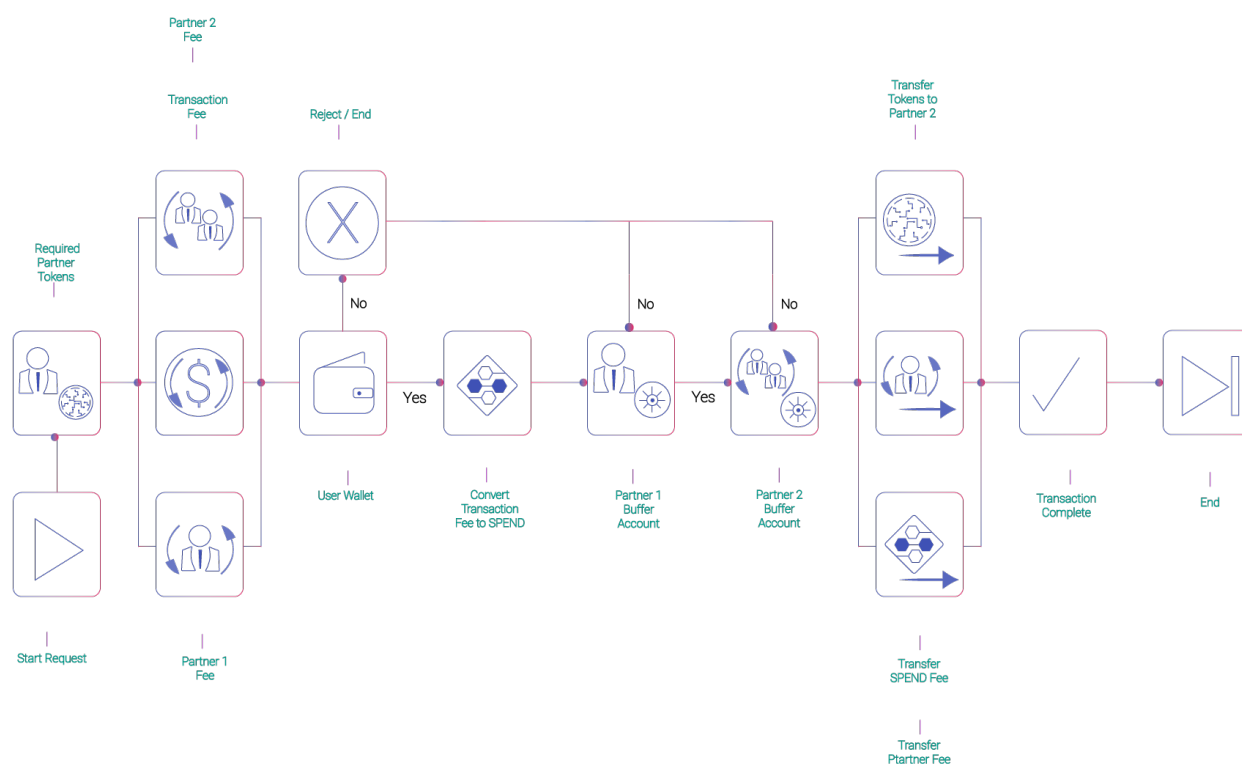 Partner 2
Fee
Transaction
Fee
Reject / End
Transfer
Tokens to
Partner 2
Required
Partner
Tokens
X
No
No
No
$
Yes
Yes
User Wallet
Convert
Transaction
Fee to SPEND
Partner 1
Buffer
Account
Partner 2
Buffer
Account
Transaction
Complete
End
Start Request
Partner 1
Fee
Transfer
SPEND Fee
Transfer
Ptartner Fee